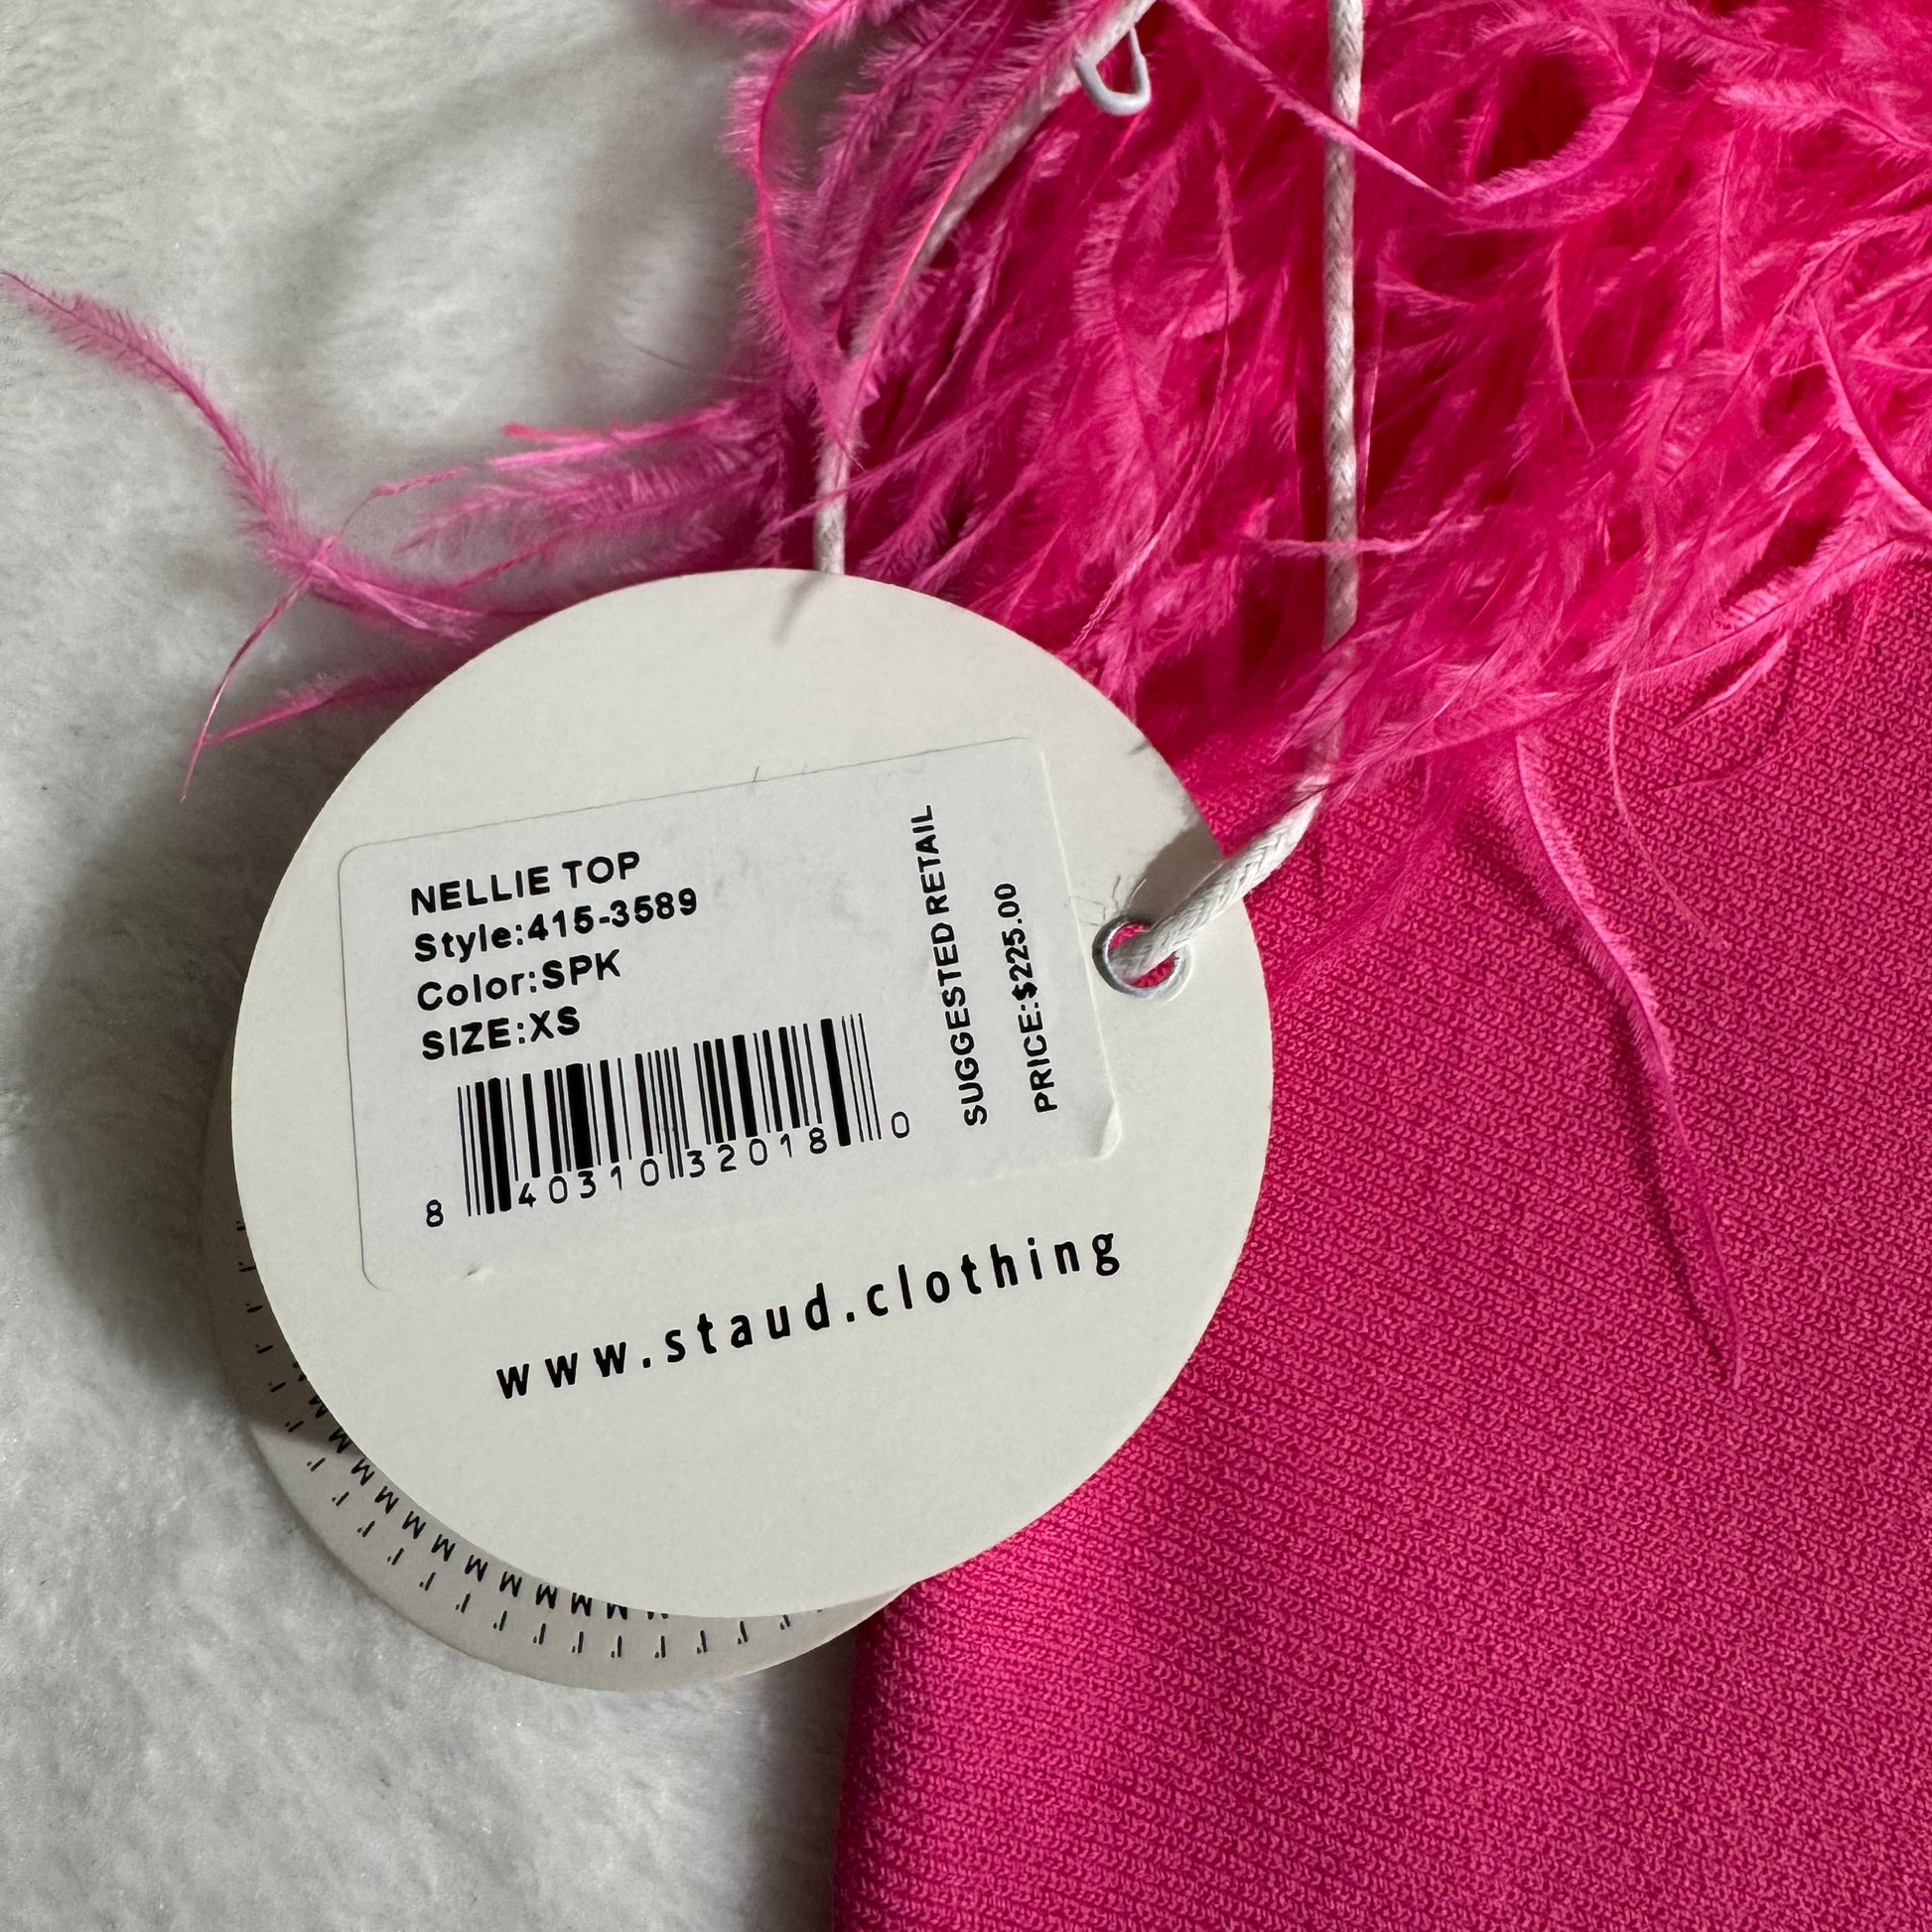 NELLIE TOP
Style:415-3589
Color:SPK
SIZE:XS
8 40310 32018 0
SUGGESTED RETAIL
PRICE:$225.00
www.staud.clothing